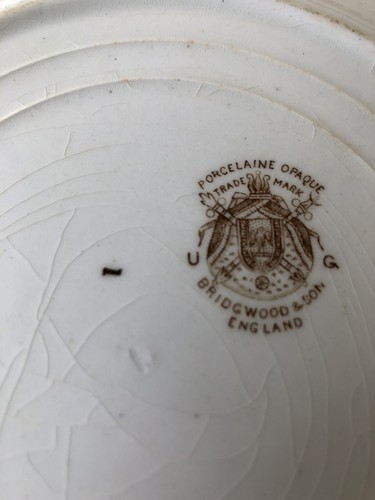 PORCELAINE OPAQUE
TRADE MARK
U G
BRIDGWOOD & SON
ENGLAND